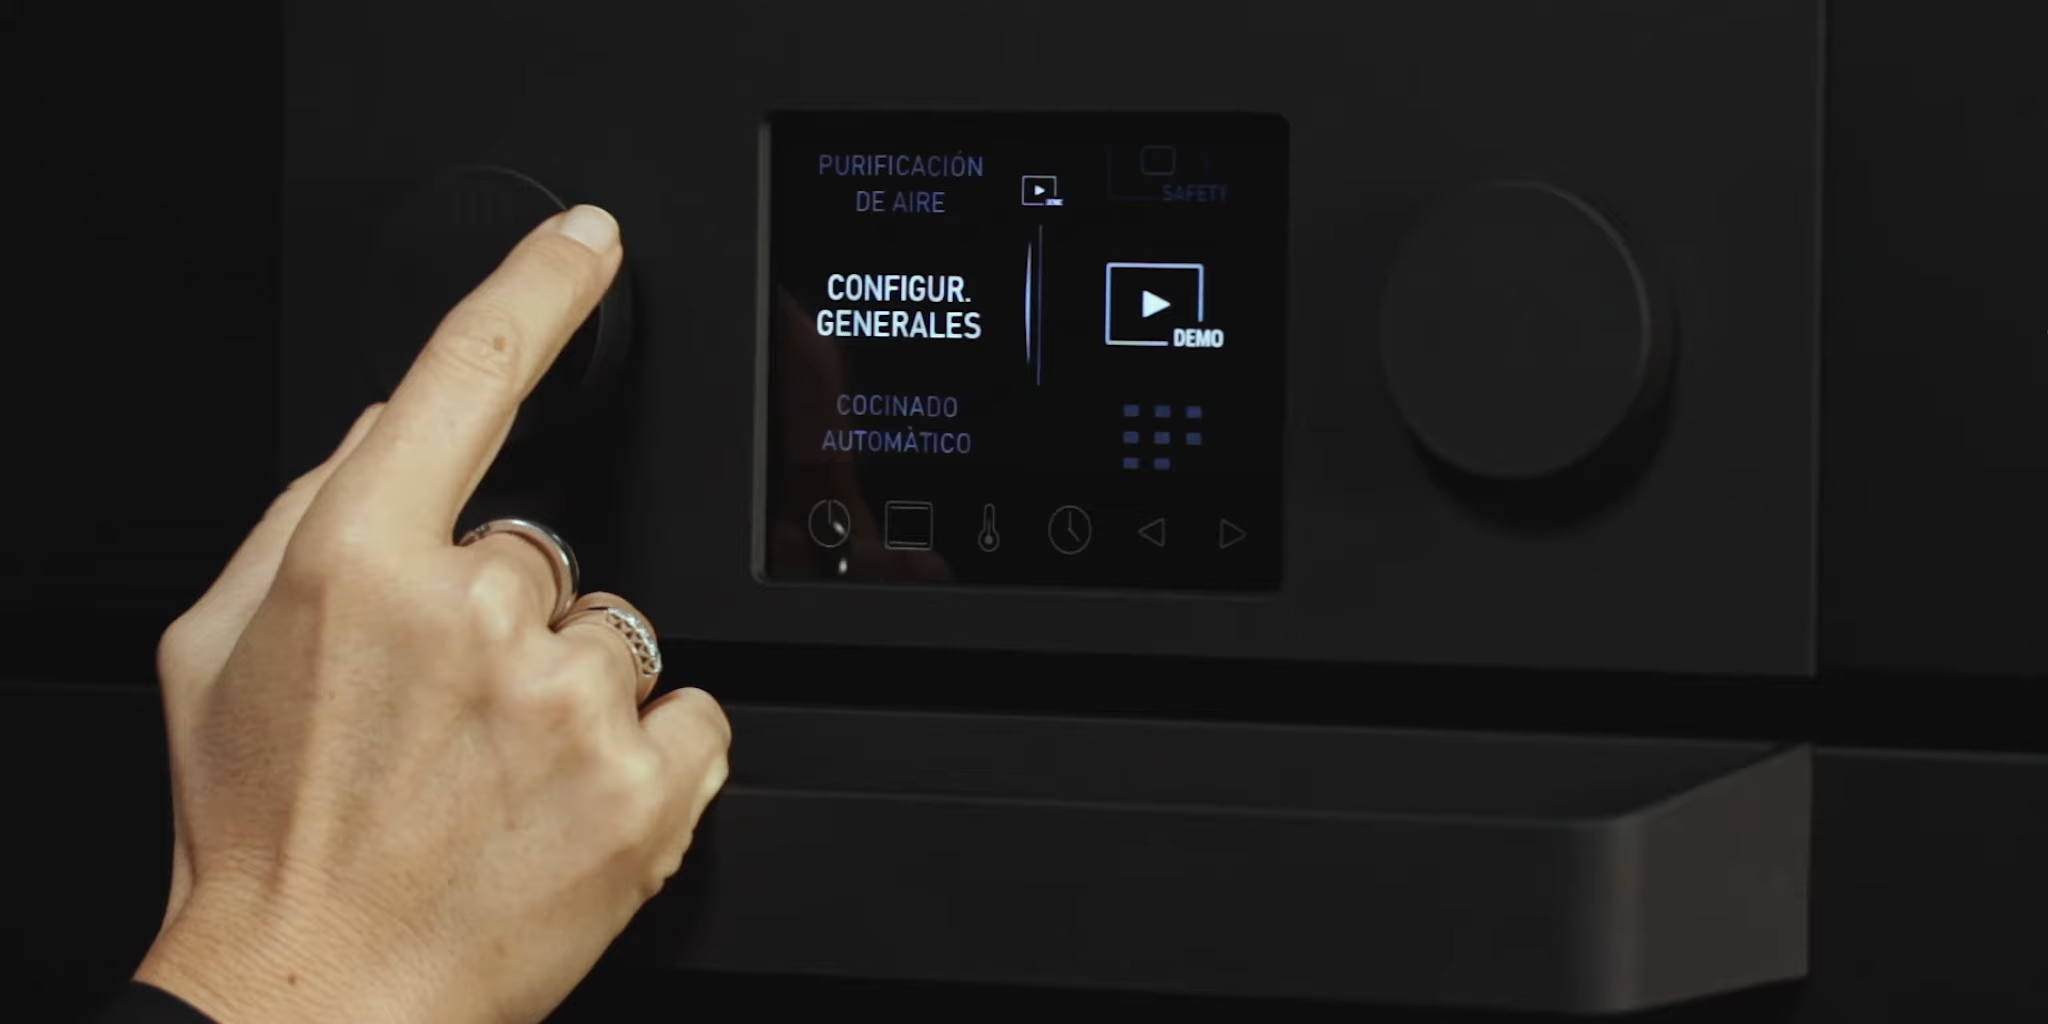 PURIFICACIÓN
DE AIRE
SAFETY
CONFIGUR.
GENERALES
DEMO
COCINADO
AUTOMÀTICO